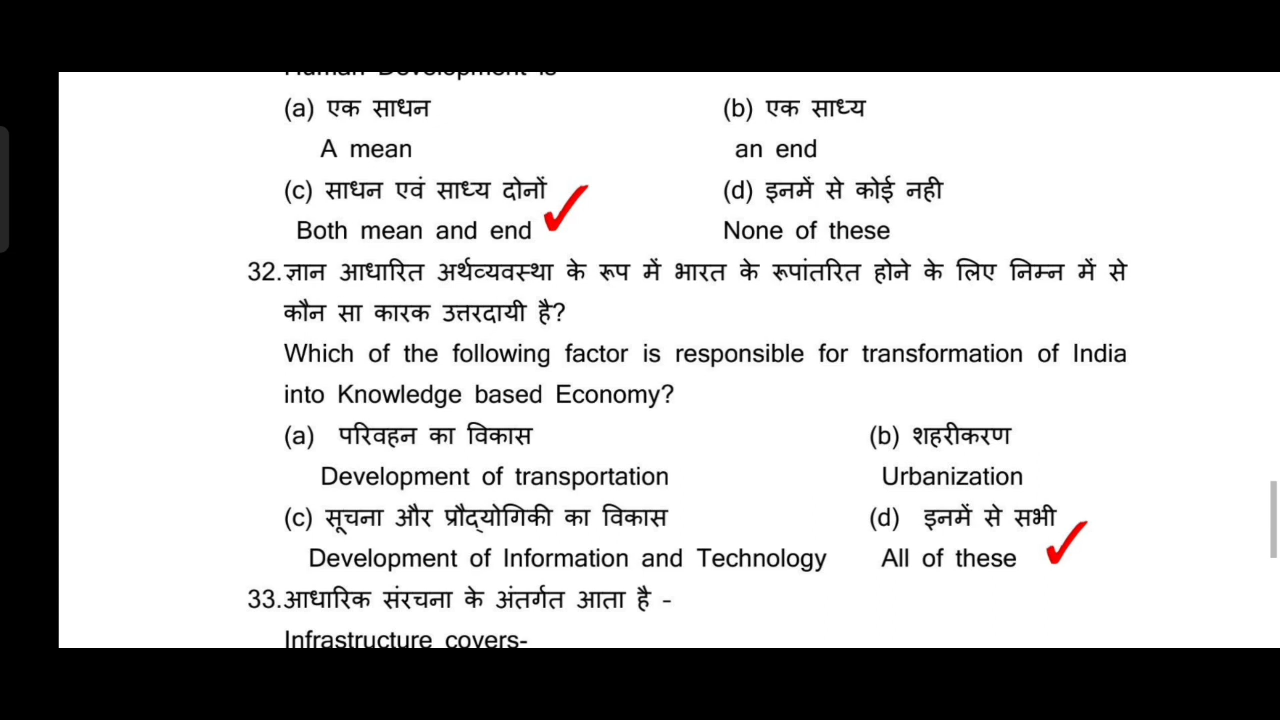 Human Development is
(a) एक साधन (b) एक साध्य
A mean an end
(c) साधन एवं साध्य दोनों (d) इनमें से कोई नही
Both mean and end None of these
32. ज्ञान आधारित अर्थव्यवस्था के रूप में भारत के रूपांतरित होने के लिए निम्न में से
कौन सा कारक उत्तरदायी है?
Which of the following factor is responsible for transformation of India
into Knowledge based Economy?
(a) परिवहन का विकास (b) शहरीकरण
Development of transportation Urbanization
(c) सूचना और प्रौद्योगिकी का विकास (d) इनमें से सभी
Development of Information and Technology All of these
33. आधारिक संरचना के अंतर्गत आता है -
Infrastructure covers-